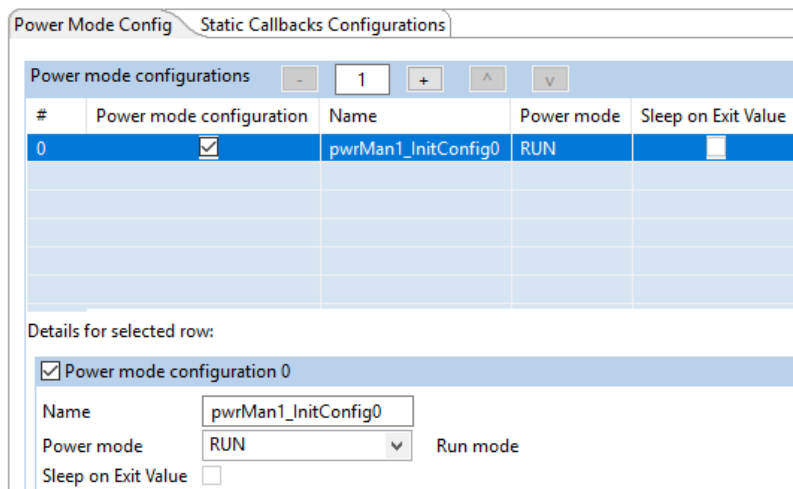 Power Mode Config Static Callbacks Configurations
Power mode configurations - 1 + ^ v
# Power mode configuration Name Power mode Sleep on Exit Value
0 pwrMan1_InitConfig0 RUN
Details for selected row:
Power mode configuration 0
Name pwrMan1_InitConfig0
Power mode RUN Run mode
Sleep on Exit Value